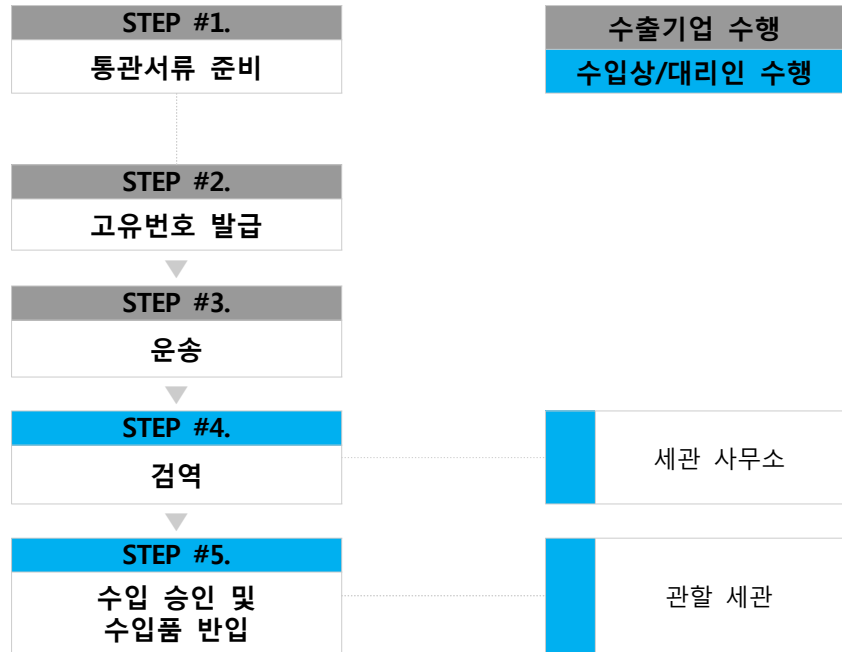 STEP #1.
통관서류 준비
수출기업 수행
수입상/대리인 수행
STEP #2.
고유번호 발급
STEP #3.
운송
STEP #4.
검역
세관 사무소
STEP #5.
수입 승인 및
수입품 반입
관할 세관